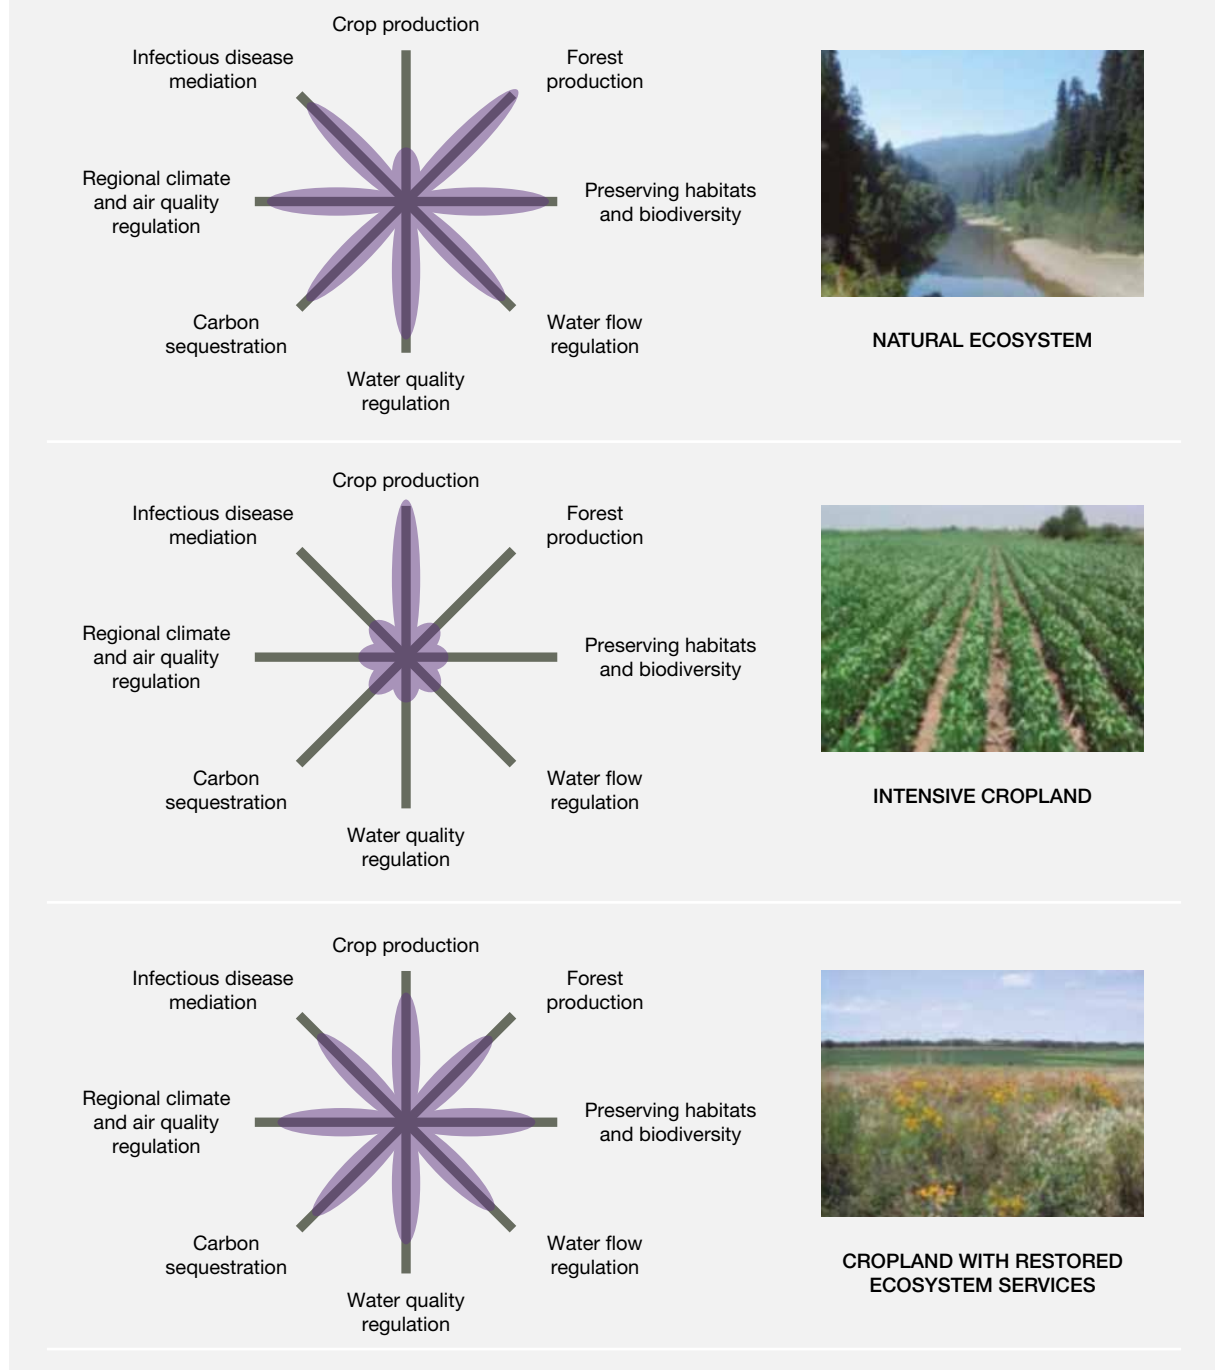 Crop production
Infectious disease
mediation
Forest
production
Regional climate
and air quality
regulation
Preserving habitats
and biodiversity
Carbon
sequestration
Water flow
regulation
Water quality
regulation
NATURAL ECOSYSTEM
Crop production
Infectious disease
mediation
Forest
production
Regional climate
and air quality
regulation
Preserving habitats
and biodiversity
Carbon
sequestration
Water flow
regulation
Water quality
regulation
INTENSIVE CROPLAND
Crop production
Infectious disease
mediation
Forest
production
Regional climate
and air quality
regulation
Preserving habitats
and biodiversity
Carbon
sequestration
Water flow
regulation
Water quality
regulation
CROPLAND WITH RESTORED
ECOSYSTEM SERVICES